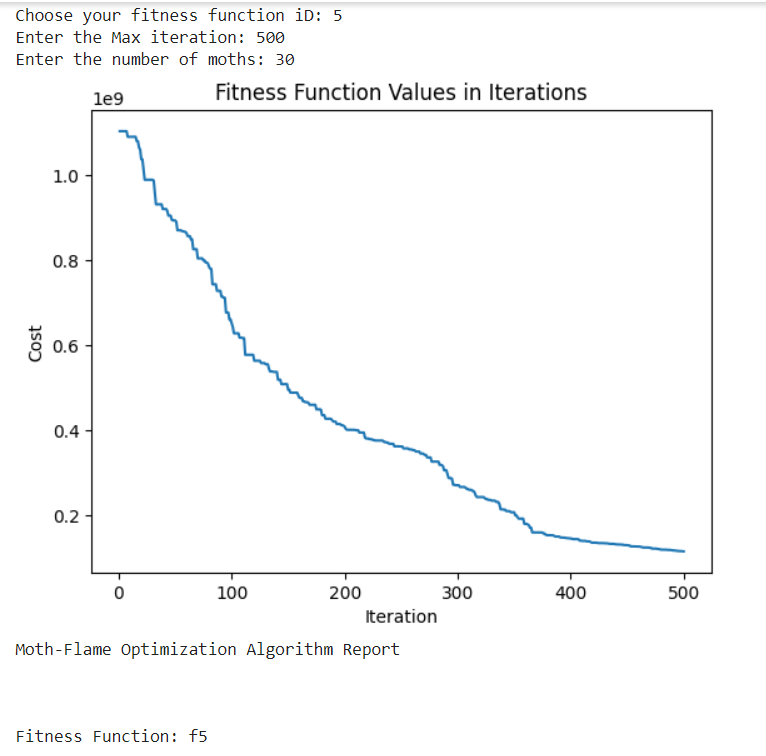 Choose your fitness function iD: 5
Enter the Max iteration: 500
Enter the number of moths: 30
Fitness Function Values in Iterations
1e9
1.0
0.8
0.6
0.4
0.2
Cost
0 100 200 300 400 500
Iteration
Moth-Flame Optimization Algorithm Report
Fitness Function: f5